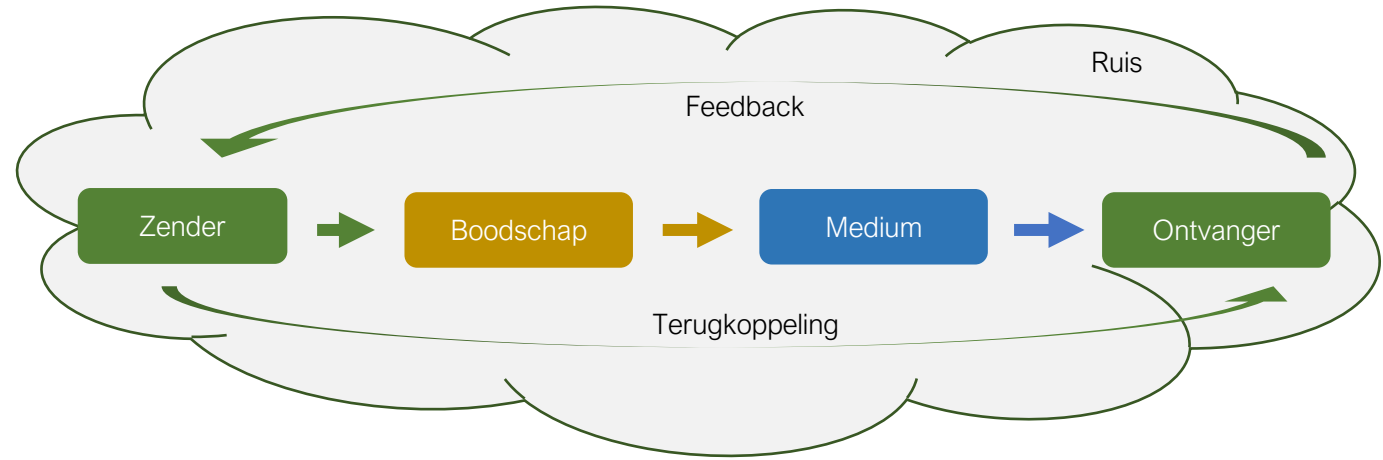 Ruis
Feedback
Zender
Boodschap
Medium
Ontvanger
Terugkoppeling